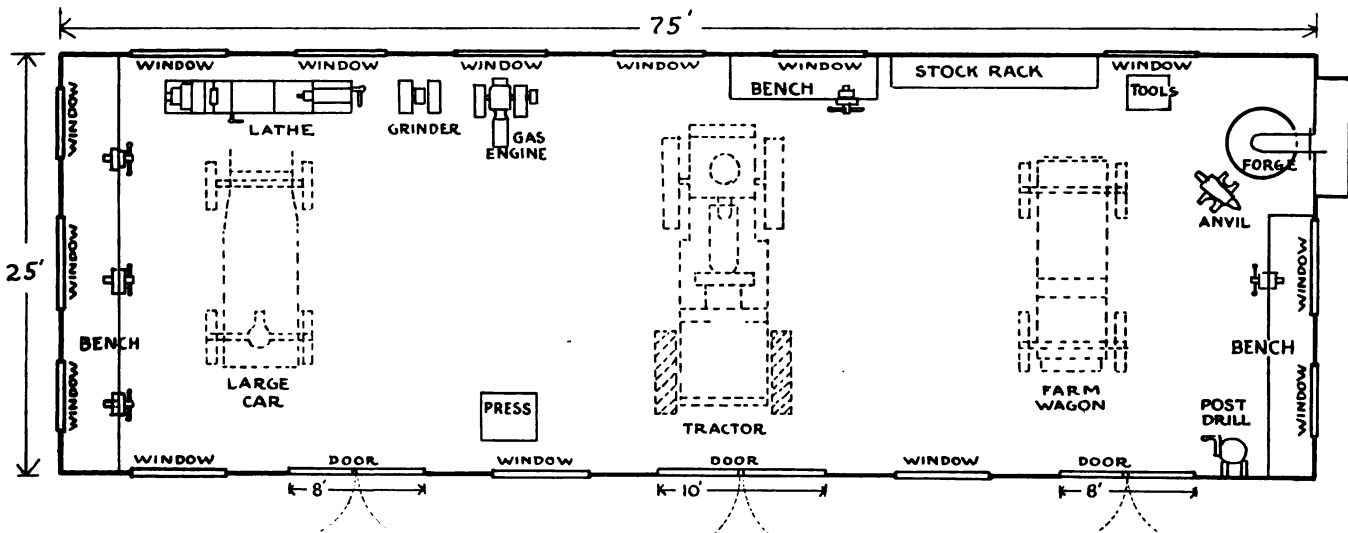 75'
WINDOW
WINDOW
WINDOW
WINDOW
WINDOW
WINDOW
BENCH
STOCK RACK
TOOLS
WINDOW
LATHE
GRINDER
GAS
ENGINE
FORGE
ANVIL
25'
WINDOW
WINDOW
BENCH
BENCH
WINDOW
LARGE
CAR
FARM
WAGON
PRESS
TRACTOR
POST
DRILL
WINDOW
WINDOW
WINDOW
DOOR
WINDOW
DOOR
WINDOW
DOOR
8'
10'
8'